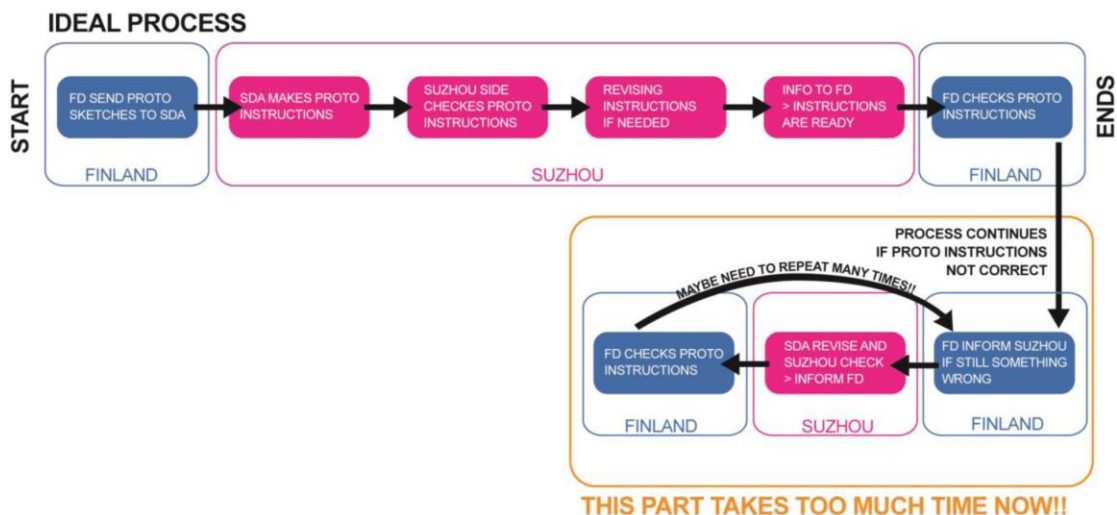 IDEAL PROCESS
START
FD SEND PROTO
SKETCHES TO SDA
SDA MAKES PROTO
INSTRUCTIONS
SUZHOU SIDE
CHECKES PROTO
INSTRUCTIONS
REVISING
INSTRUCTIONS
IF NEEDED
INFO TO FD
> INSTRUCTIONS
ARE READY
FD CHECKS PROTO
INSTRUCTIONS
ENDS
FINLAND
SUZHOU
FINLAND
PROCESS CONTINUES
IF PROTO INSTRUCTIONS
NOT CORRECT
MAYBE NEED TO REPEAT MANY TIMES!!
FD CHECKS PROTO
INSTRUCTIONS
SDA REVISE AND
SUZHOU CHECK
> INFORM FD
FD INFORM SUZHOU
IF STILL SOMETHING
WRONG
FINLAND
SUZHOU
FINLAND
THIS PART TAKES TOO MUCH TIME NOW!!